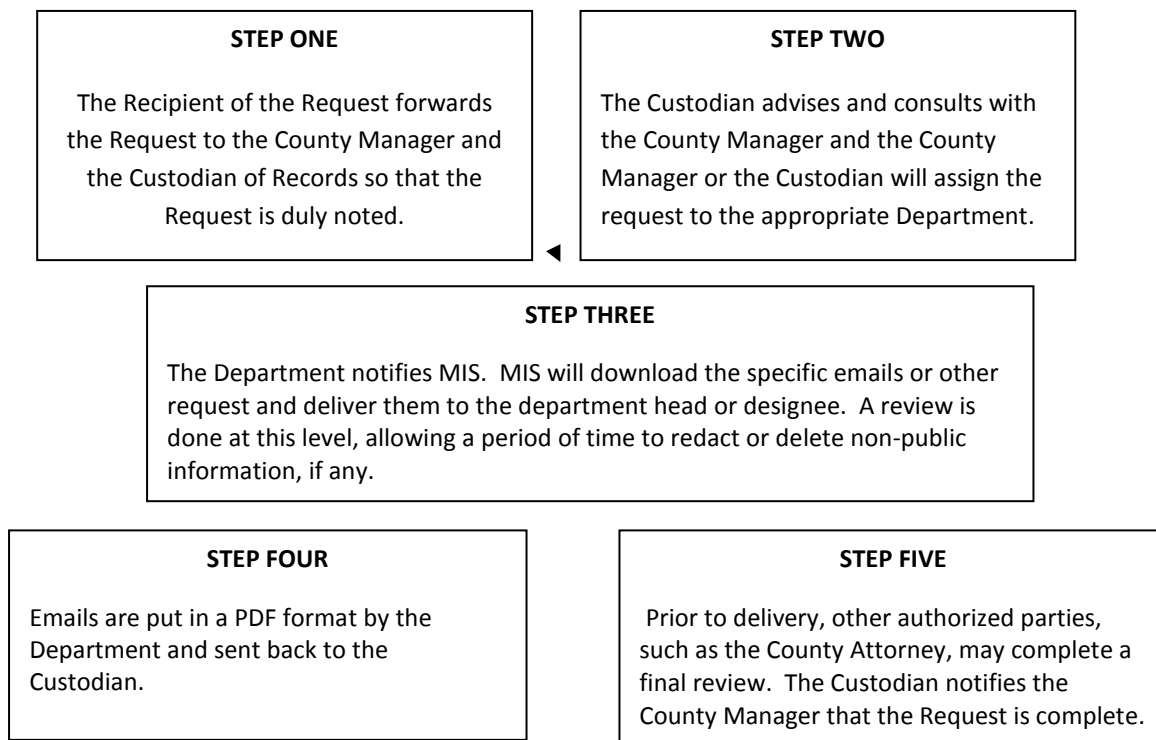 STEP ONE
The Recipient of the Request forwards
the Request to the County Manager and
the Custodian of Records so that the
Request is duly noted.
STEP TWO
The Custodian advises and consults with
the County Manager and the County
Manager or the Custodian will assign the
request to the appropriate Department.
STEP THREE
The Department notifies MIS.  MIS will download the specific emails or other
request and deliver them to the department head or designee.  A review is
done at this level, allowing a period of time to redact or delete non-public
information, if any.
STEP FOUR
Emails are put in a PDF format by the
Department and sent back to the
Custodian.
STEP FIVE
Prior to delivery, other authorized parties,
such as the County Attorney, may complete a
final review.  The Custodian notifies the
County Manager that the Request is complete.